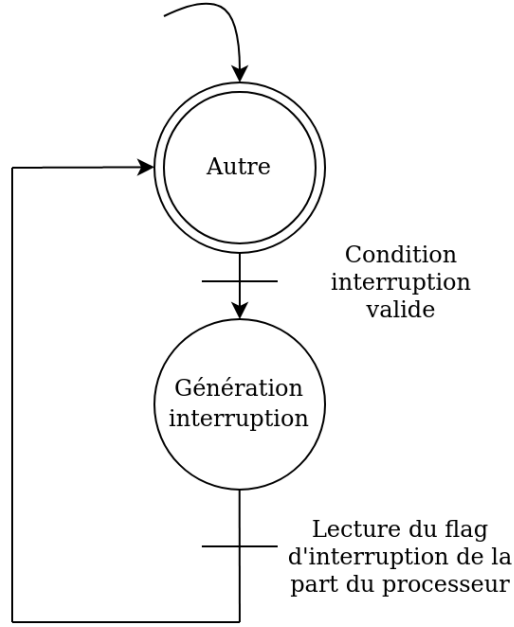 Autre
Condition
interruption
valide
Génération
interruption
Lecture du flag
d'interruption de la
part du processeur